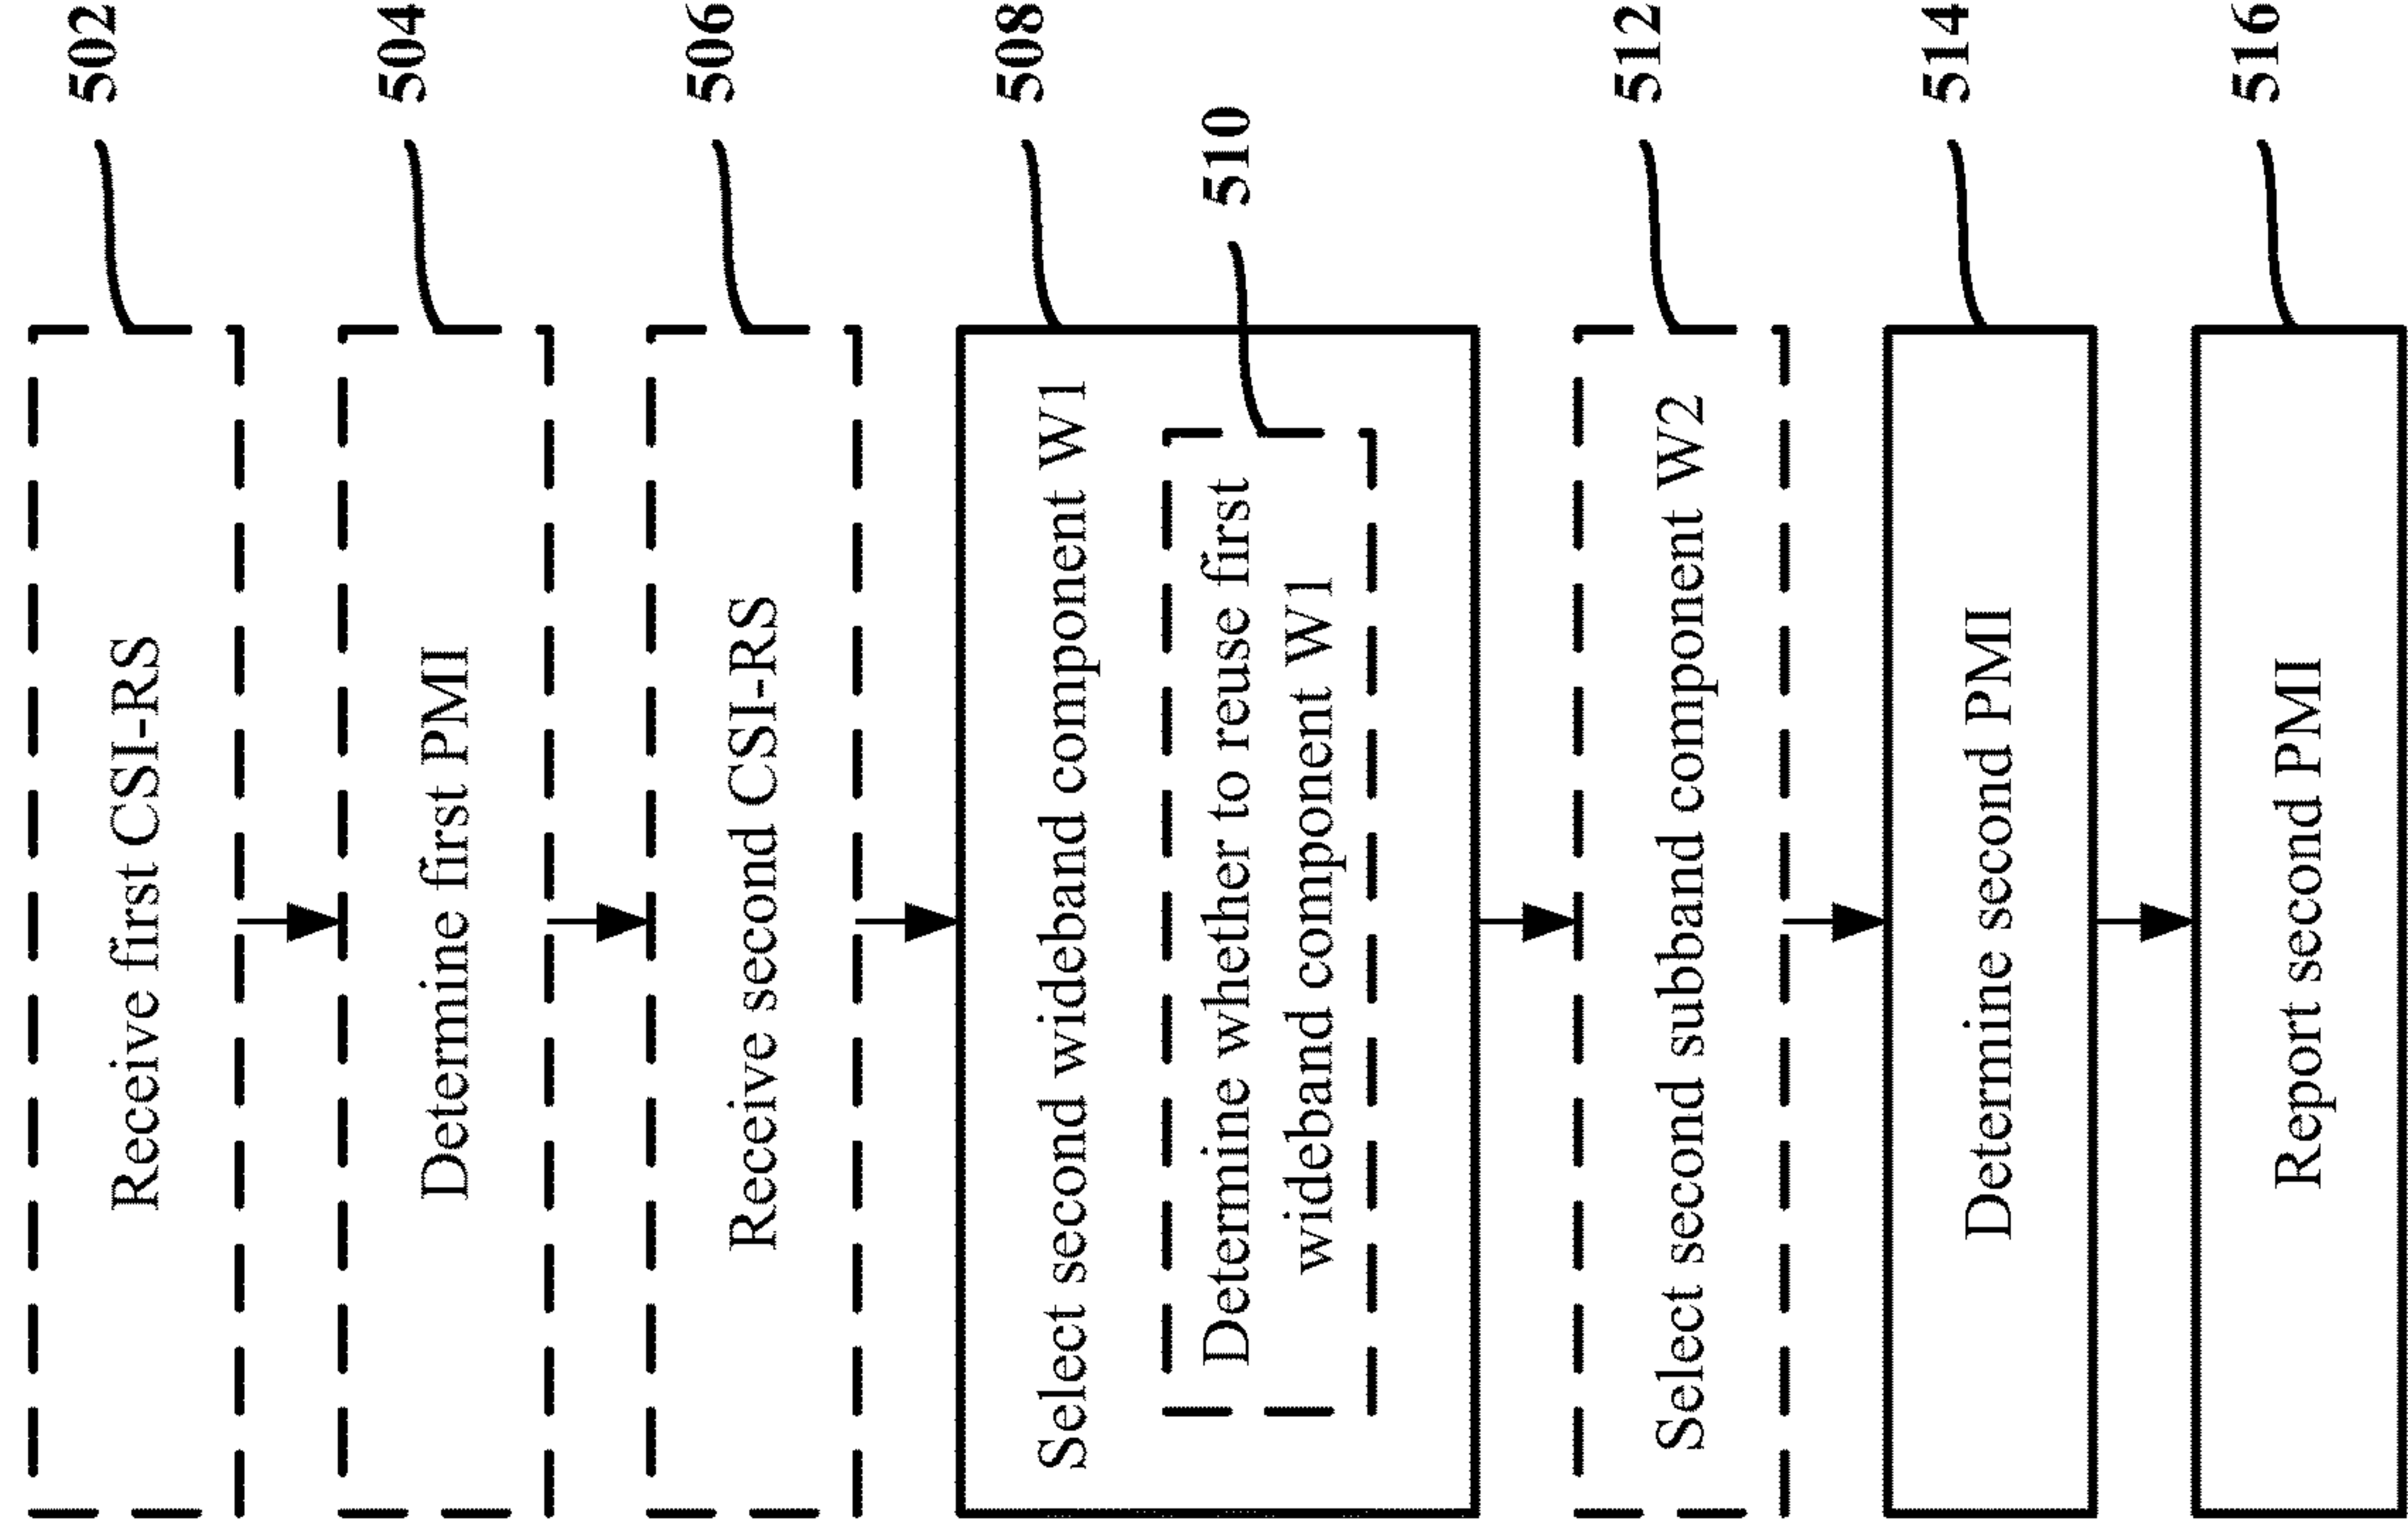 Receive first CSI-RS
502
Determine first PMI
504
Receive second CSI-RS
506
Select second wideband component W1
508
Determine whether to reuse first
wideband component W1
510
Select second subband component W2
512
Determine second PMI
514
Report second PMI
516